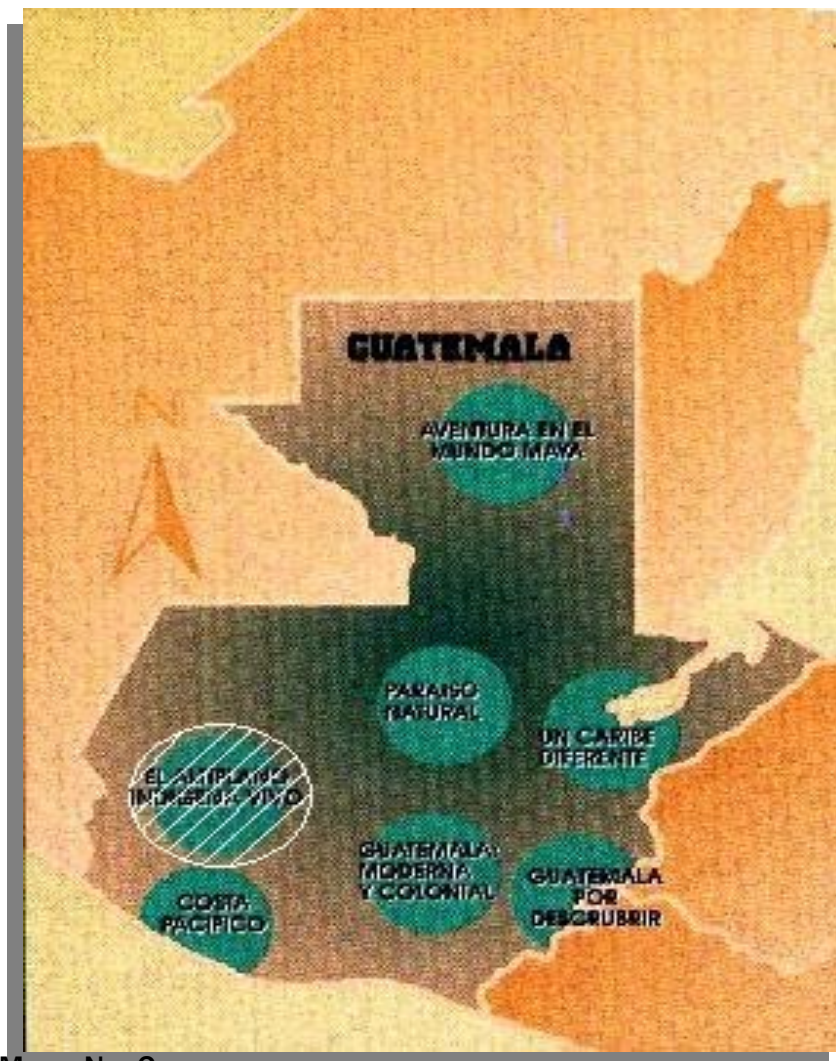 GUATEMALA
N
AVENTURA EN EL
MUNDO MAYA
PARAISO
NATURAL
UN CARIBE
DIFERENTE
EL ALTIPLANO
INDIGENA VIVO
GUATEMALA:
MODERNA
Y COLONIAL
GUATEMALA
POR
DESCRUBRIR
COSTA
PACIFICO